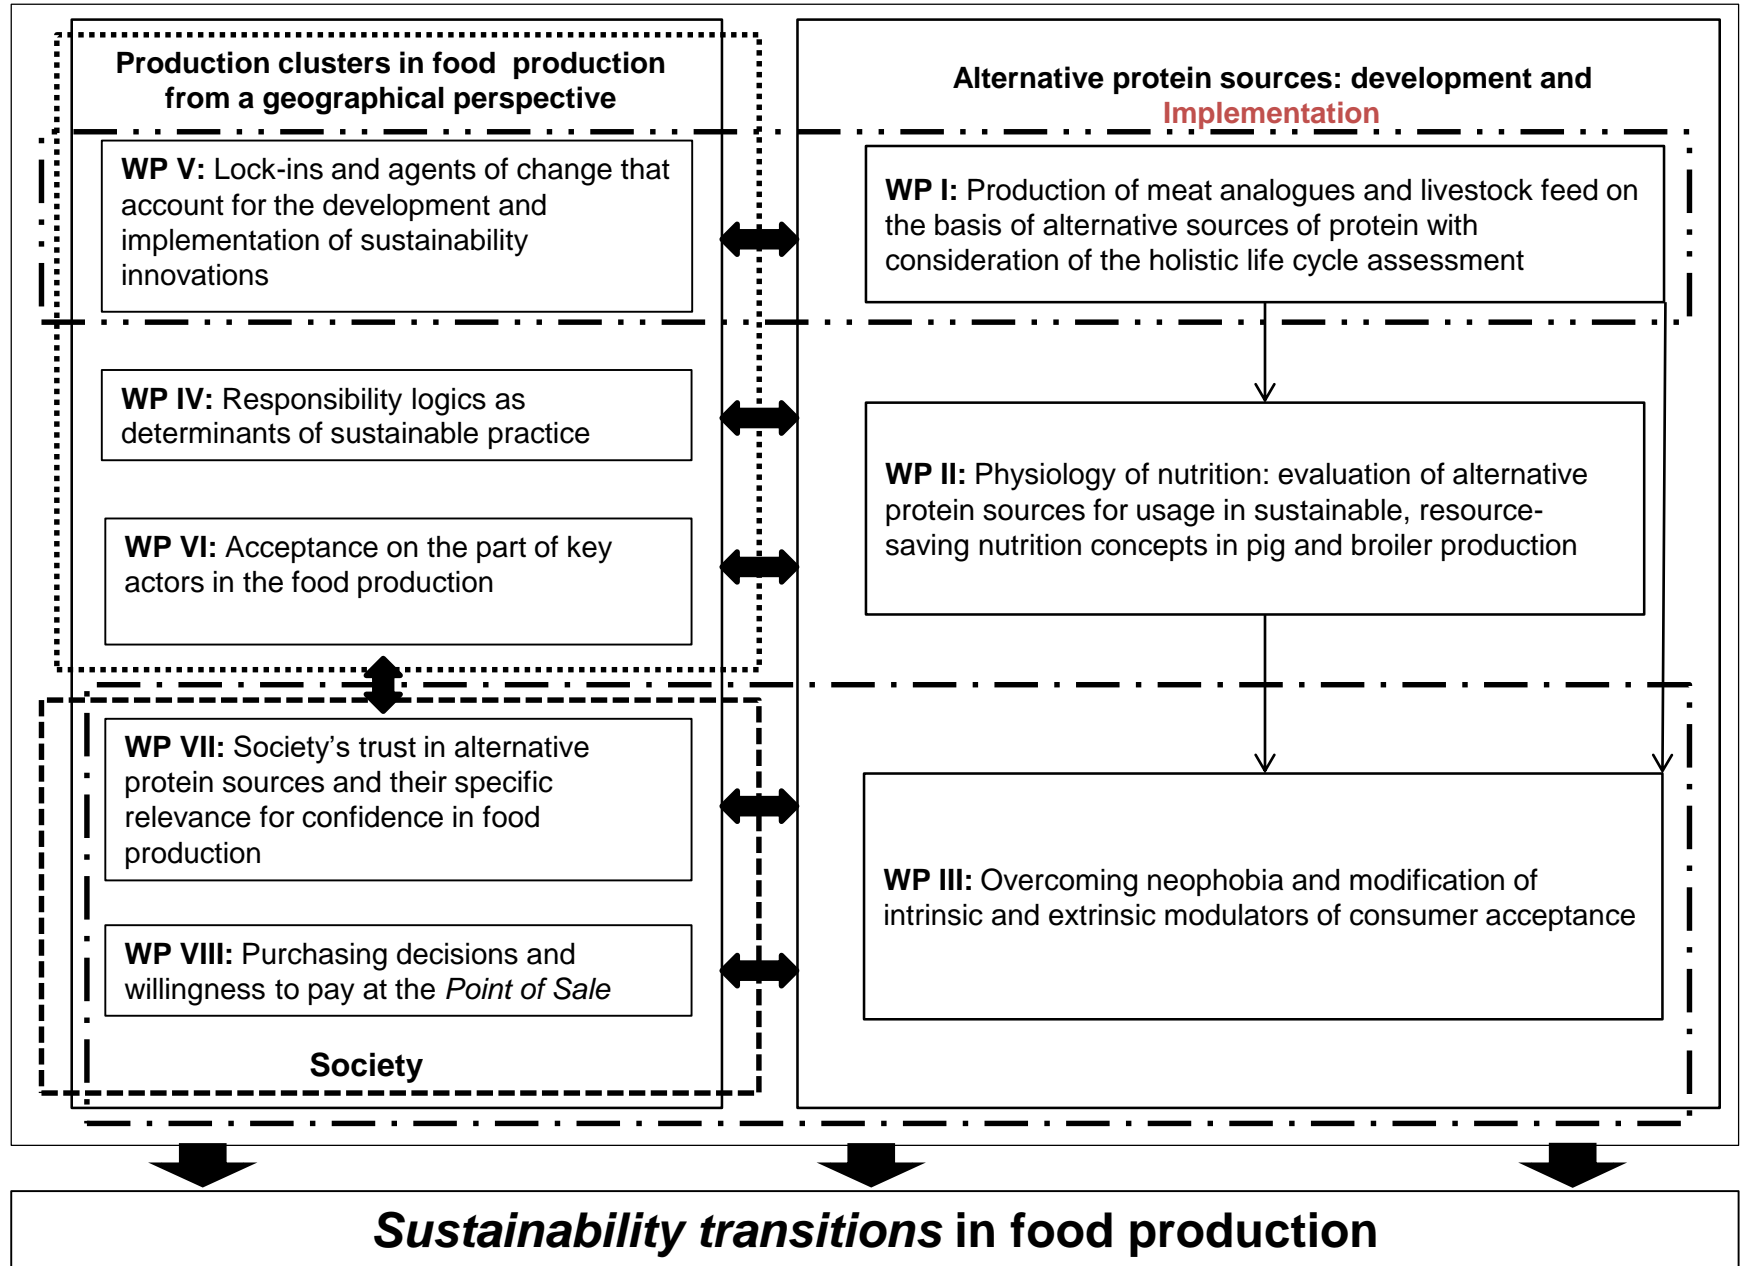 Production clusters in food production
from a geographical perspective
WP V: Lock-ins and agents of change that
account for the development and
implementation of sustainability
innovations
WP IV: Responsibility logics as
determinants of sustainable practice
WP VI: Acceptance on the part of key
actors in the food production
WP VII: Society’s trust in alternative
protein sources and their specific
relevance for confidence in food
production
WP VIII: Purchasing decisions and
willingness to pay at the Point of Sale
Society
Alternative protein sources: development and
Implementation
WP I: Production of meat analogues and livestock feed on
the basis of alternative sources of protein with
consideration of the holistic life cycle assessment
WP II: Physiology of nutrition: evaluation of alternative
protein sources for usage in sustainable, resource-
saving nutrition concepts in pig and broiler production
WP III: Overcoming neophobia and modification of
intrinsic and extrinsic modulators of consumer acceptance
Sustainability transitions in food production